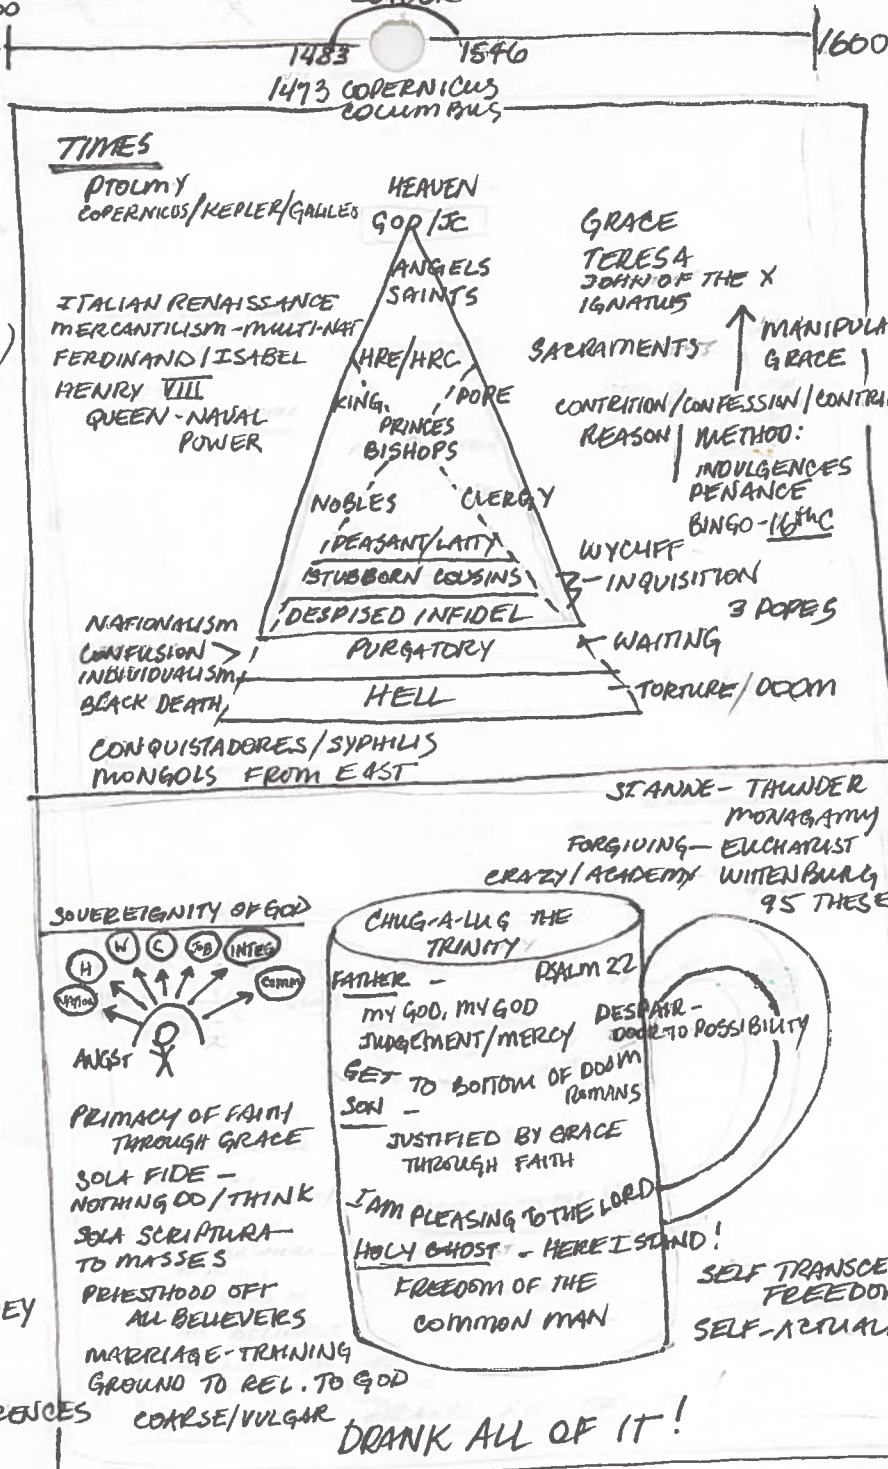 1483
1546
1600
1473 COPERNICUS
COLUMBUS
TIMES
PTOLMY
COPERNICUS/KEPLER/GALILEO
ITALIAN RENAISSANCE
MERCANTILISM-MULTI-NAT
FERDINAND/ISABEL
HENRY VIII
QUEEN-NAVAL
POWER
HEAVEN
GOD/JC
ANGELS
SAINTS
HRE/HRC
KING
POPE
PRINCES
BISHOPS
NOBLES
CLERGY
PEASANT/LAITY
STUBBORN COUSINS
DESPISED INFIDEL
PURGATORY
HELL
GRACE
TERESA
JOHN OF THE X
IGNATIUS
SACRAMENTS
MANIPULA
GRACE
CONTRITION/CONFESSION/CONTRI
REASON
METHOD:
INDULGENCES
PENANCE
BINGO-16thC
WYCLIFF
INQUISITION
3 POPES
WAITING
TORTURE/DOOM
NATIONALISM
CONFUSION
INDIVIDUALISM
BLACK DEATH
CONQUISTADORES/SYPHILIS
MONGOLS FROM EAST
ST ANNE- THUNDER
MONAGAMY
FORGIVING- EUCHARIST
CRAZY/ACADEMY WITTENBURG
95 THESE
SOVEREIGNITY OF GOD
NATION
H
W
C
JOB
INTREG
COMM
ANGST
PRIMACY OF FAITH
THROUGH GRACE
SOLA FIDE -
NOTHING DO/THINK
SOLA SCRIPTURA-
TO MASSES
PRIESTHOOD OFF
ALL BELIEVERS
MARRIAGE-TRAINING
GROUND TO REL. TO GOD
COARSE/VULGAR
EY
RENCES
CHUG-A-LUG THE
TRINITY
FATHER - PSALM 22
MY GOD, MY GOD
JUDGEMENT/MERCY
DESPAIR-
DOOR TO POSSIBILITY
GET TO BOTTOM OF DOOM
SON - ROMANS
JUSTIFIED BY GRACE
THROUGH FAITH
I AM PLEASING TO THE LORD
HOLY GHOST - HERE I STAND!
FREEDOM OF THE
COMMON MAN
SELF TRANSCE
FREEDOM
SELF-ACTUAL
DRANK ALL OF IT!